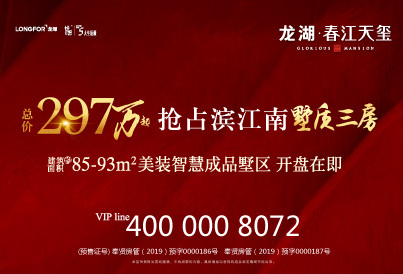 LONGFOR 龙湖
龙湖·春江天玺
GLORIOUS MANSION
总价297万起 抢占滨江南墅质三房
建筑面积约85-93m²美装智慧成品墅区 开盘在即
VIP line 400 000 8072
(预售证号) 奉贤房管（2019）预字0000186号 奉贤房管（2019）预字0000187号